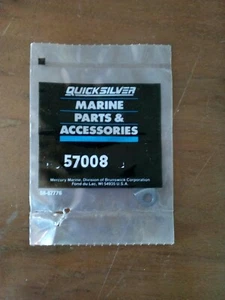 QUICKSILVER
MARINE
PARTS &
ACCESSORIES
57008
Mercury Marine, Division of Brunswick Corporation
Fond du Lac, WI 54935 U.S.A.